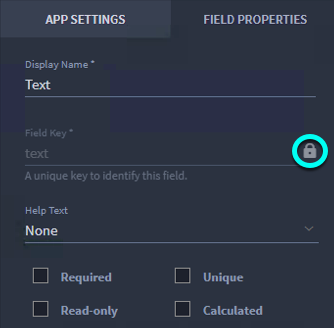 APP SETTINGS FIELD PROPERTIES
Display Name *
Text
Field Key *
text
A unique key to identify this field.
Help Text
None
Required Unique
Read-only Calculated